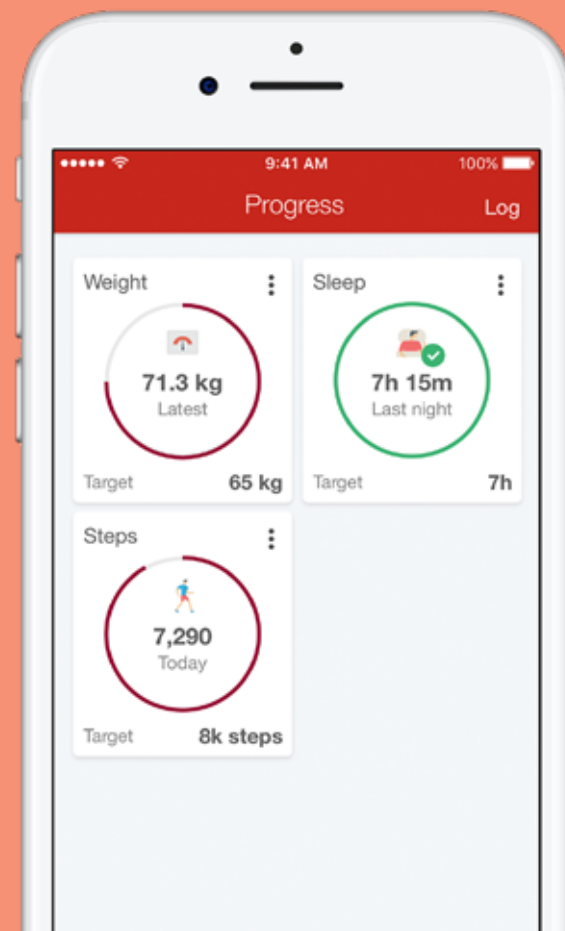 9:41 AM
100%
Progress
Log
Weight
71.3 kg
Latest
Target 65 kg
Sleep
7h 15m
Last night
Target 7h
Steps
7,290
Today
Target 8k steps